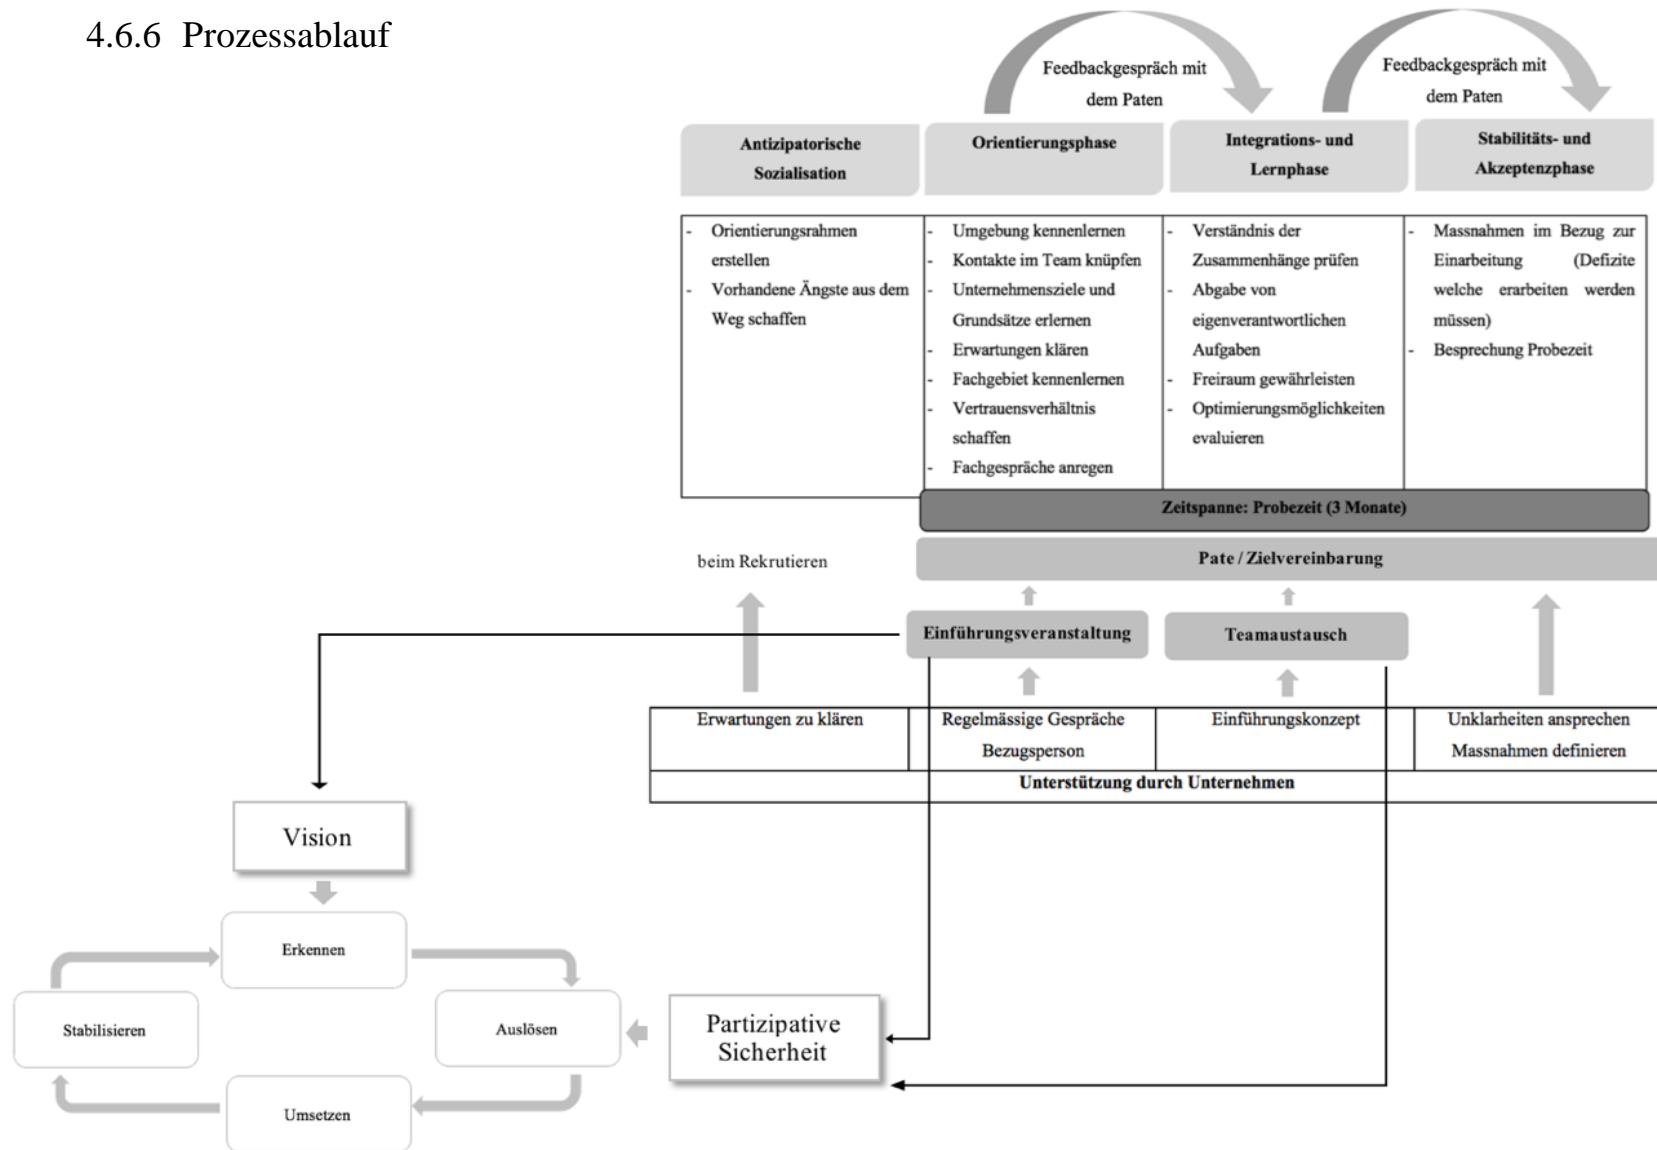 4.6.6 Prozessablauf
Feedbackgespräch mit
dem Paten
Feedbackgespräch mit
dem Paten
Antizipatorische
Sozialisation
Orientierungsphase
Integrations- und
Lernphase
Stabilitäts- und
Akzeptenzphase
- Orientierungsrahmen
erstellen
- Vorhandene Ängste aus dem
Weg schaffen
- Umgebung kennenlernen
- Kontakte im Team knüpfen
- Unternehmensziele und
Grundsätze erlernen
- Erwartungen klären
- Fachgebiet kennenlernen
- Vertrauensverhältnis
schaffen
- Fachgespräche anregen
- Verständnis der
Zusammenhänge prüfen
- Abgabe von
eigenverantwortlichen
Aufgaben
- Freiraum gewährleisten
- Optimierungsmöglichkeiten
evaluieren
- Massnahmen im Bezug zur
Einarbeitung (Defizite
welche erarbeiten werden
müssen)
- Besprechung Probezeit
Zeitspanne: Probezeit (3 Monate)
beim Rekrutieren
Pate / Zielvereinbarung
Einführungsveranstaltung
Teamaustausch
Erwartungen zu klären
Regelmässige Gespräche
Bezugsperson
Einführungskonzept
Unklarheiten ansprechen
Massnahmen definieren
Unterstützung durch Unternehmen
Vision
Erkennen
Stabilisieren
Auslösen
Umsetzen
Partizipative
Sicherheit